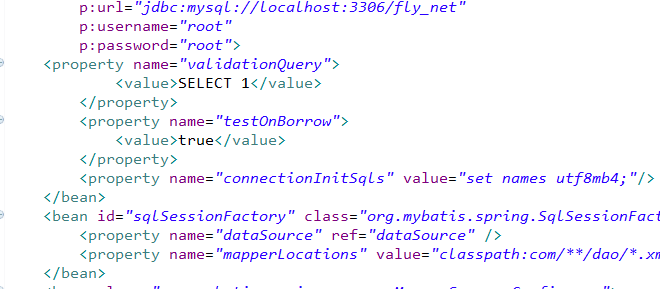 p:url="jdbc:mysql://localhost:3306/fly_net"
p:username="root"
p:password="root">
<property name="validationQuery">
<value>SELECT 1</value>
</property>
<property name="testOnBorrow">
<value>true</value>
</property>
<property name="connectionInitSqls" value="set names utf8mb4;"/>
</bean>
<bean id="sqlSessionFactory" class="org.mybatis.spring.SqlSessionFact
<property name="dataSource" ref="dataSource" />
<property name="mapperLocations" value="classpath:com/**/dao/*.xm
</bean>